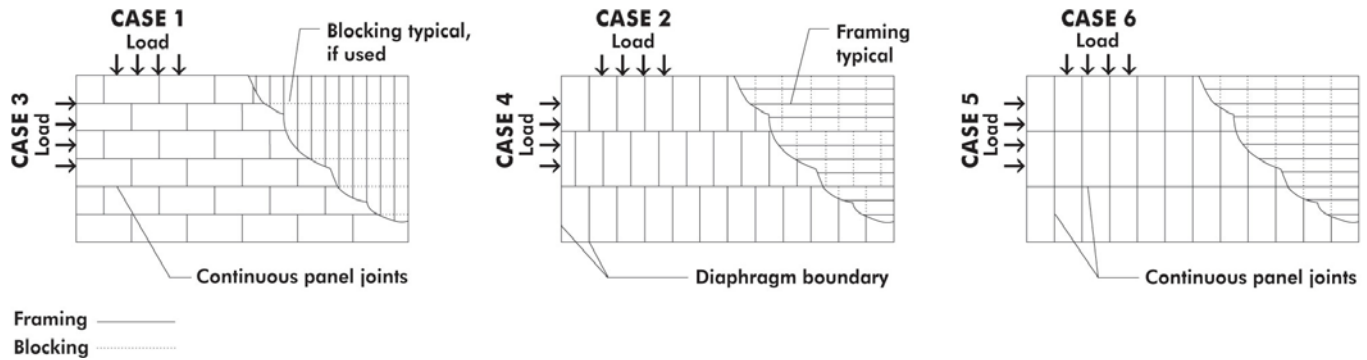 CASE 1
Load
Blocking typical,
if used
CASE 3
Load
Continuous panel joints
CASE 2
Load
Framing
typical
CASE 4
Load
Diaphragm boundary
CASE 6
Load
CASE 5
Load
Continuous panel joints
Framing
Blocking